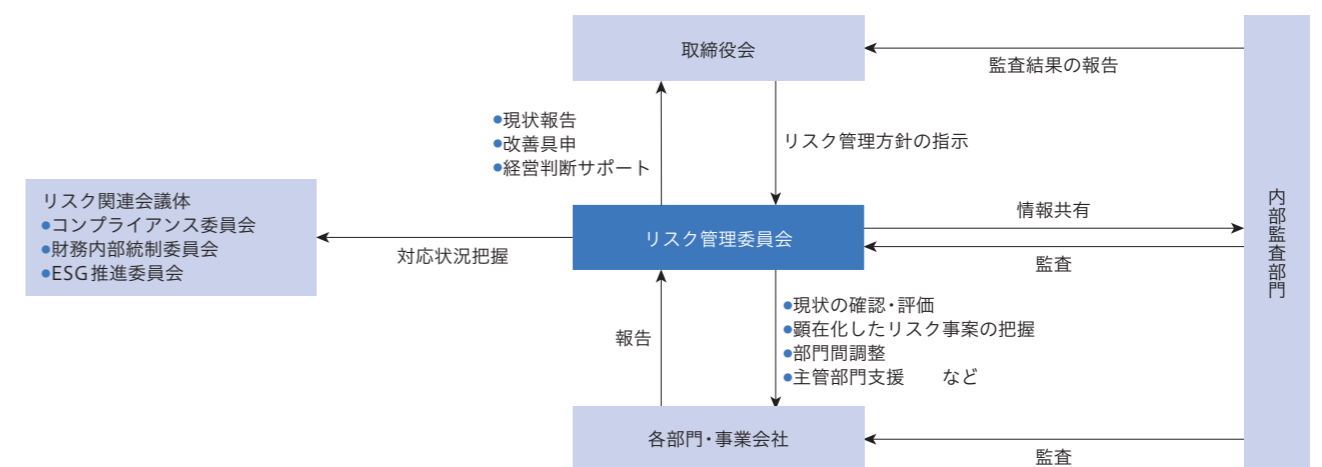 取締役会
監査結果の報告
●現状報告
●改善具申
●経営判断サポート
リスク管理方針の指示
リスク関連会議体
●コンプライアンス委員会
●財務内部統制委員会
●ESG推進委員会
対応状況把握
リスク管理委員会
情報共有
監査
内部監査部門
報告
●現状の確認・評価
●顕在化したリスク事案の把握
●部門間調整
●主管部門支援　　など
各部門・事業会社
監査